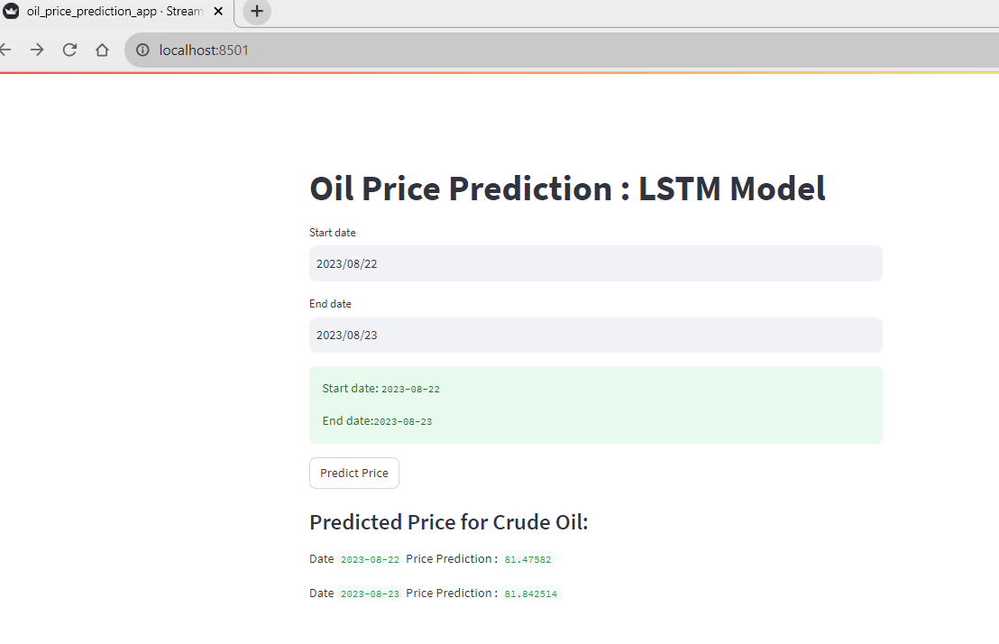 oil_price_prediction_app · Stream
localhost:8501
Oil Price Prediction : LSTM Model
Start date
2023/08/22
End date
2023/08/23
Start date: 2023-08-22
End date:2023-08-23
Predict Price
Predicted Price for Crude Oil:
Date 2023-08-22 Price Prediction : 81.47582
Date 2023-08-23 Price Prediction : 81.842514